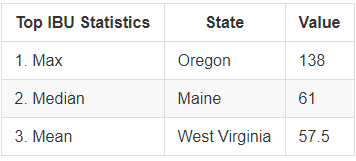 Top IBU Statistics State Value
1. Max Oregon 138
2. Median Maine 61
3. Mean West Virginia 57.5